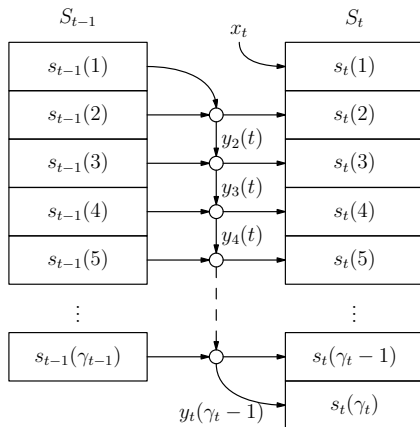 S_{t−1} S_t
x_t
s_{t−1}(1) s_t(1)
s_{t−1}(2) s_t(2)
y_2(t)
s_{t−1}(3) s_t(3)
y_3(t)
s_{t−1}(4) s_t(4)
y_4(t)
s_{t−1}(5) s_t(5)
⋮ ⋮
s_{t−1}(γ_{t−1}) s_t(γ_t − 1)
y_t(γ_t − 1) s_t(γ_t)